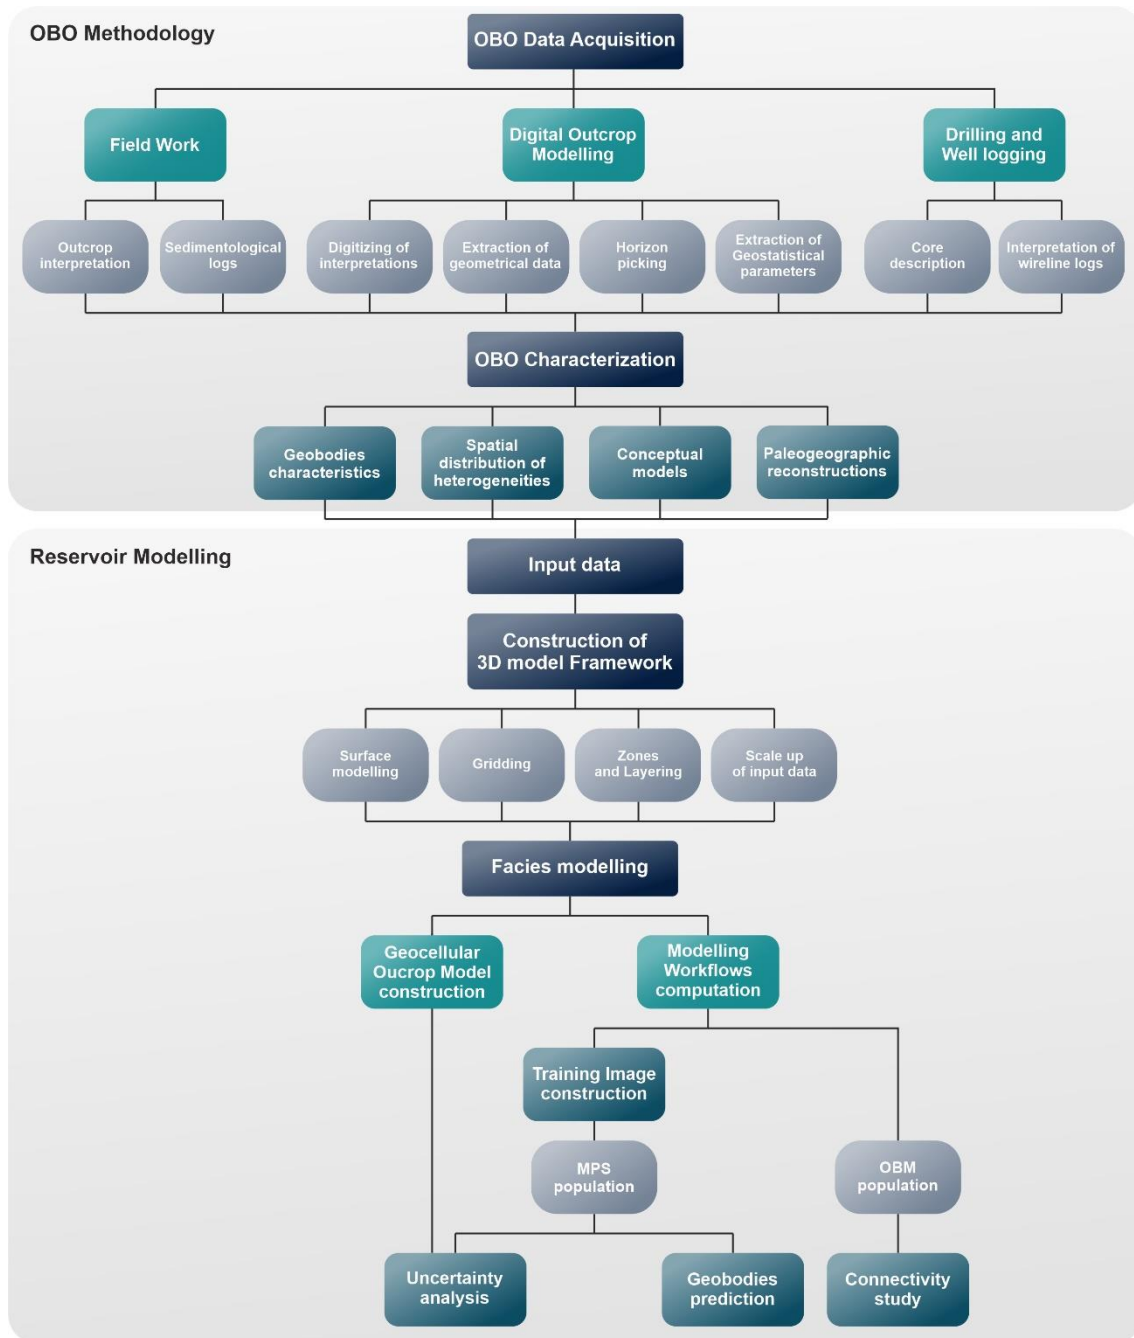 OBO Methodology
OBO Data Acquisition
Field Work
Digital Outcrop
Modelling
Drilling and
Well logging
Outcrop
interpretation
Sedimentological
logs
Digitizing of
interpretations
Extraction of
geometrical data
Horizon
picking
Extraction of
Geostatistical
parameters
Core
description
Interpretation of
wireline logs
OBO Characterization
Geobodies
characteristics
Spatial
distribution of
heterogeneities
Conceptual
models
Paleogeographic
reconstructions
Reservoir Modelling
Input data
Construction of
3D model Framework
Surface
modelling
Gridding
Zones
and Layering
Scale up
of input data
Facies modelling
Geocellular
Oucrop Model
construction
Modelling
Workflows
computation
Training Image
construction
MPS
population
OBM
population
Uncertainty
analysis
Geobodies
prediction
Connectivity
study